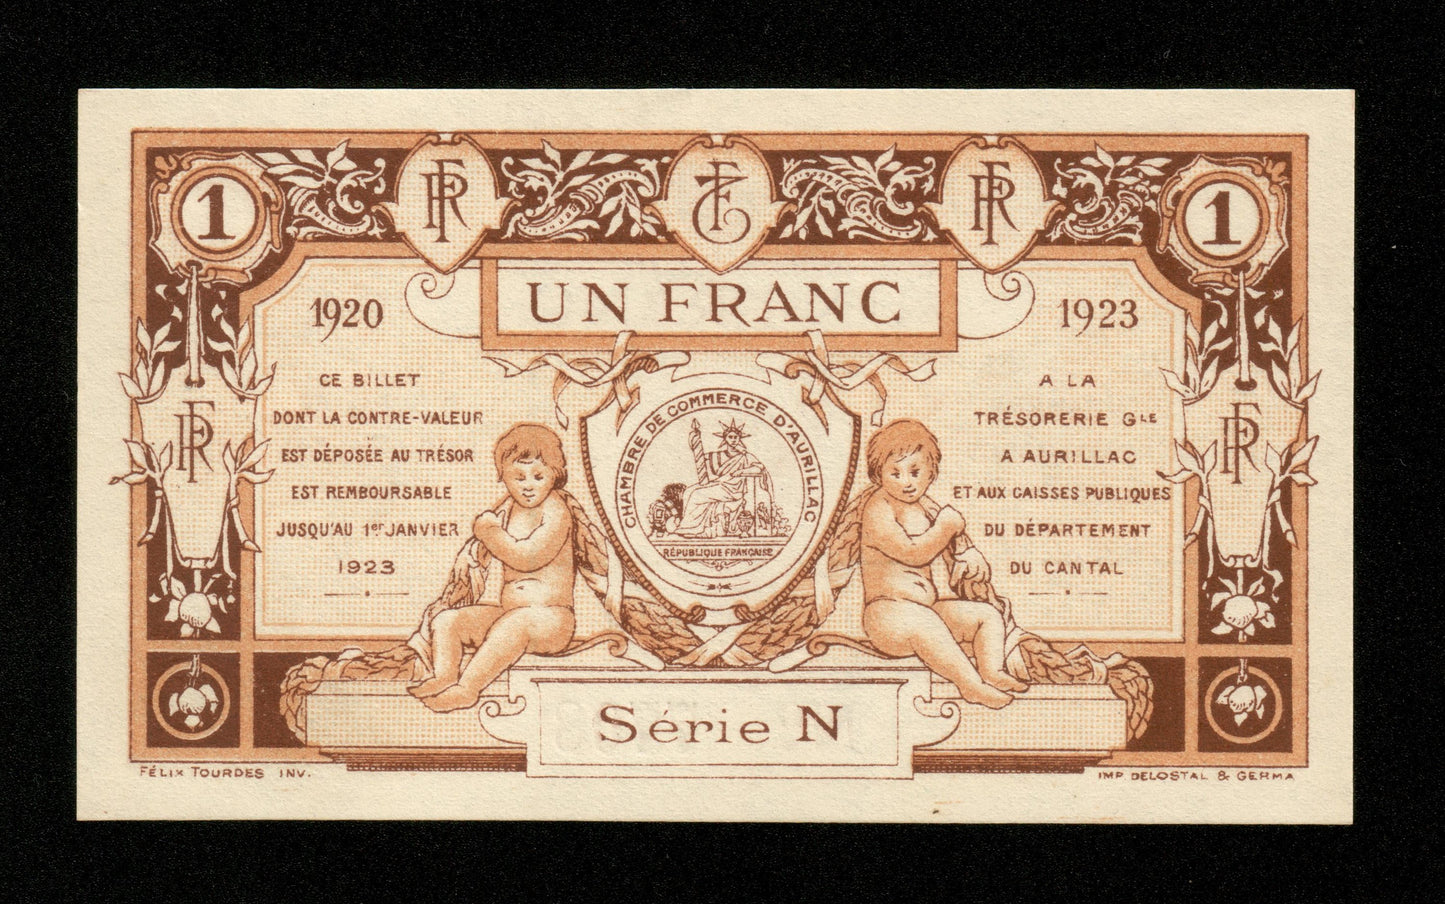 1
RF
FE
RF
1
UN FRANC
1920
1923
CE BILLET
DONT LA CONTRE-VALEUR
EST DÉPOSÉE AU TRÉSOR
EST REMBOURSABLE
JUSQU'AU 1er JANVIER
1923
A LA
TRÉSORERIE GLE
A AURILLAC
ET AUX CAISSES PUBLIQUES
DU DÉPARTEMENT
DU CANTAL
RF
RF
CHAMBRE DE COMMERCE D'AURILLAC
RÉPUBLIQUE FRANÇAISE
Série N
FÉLIX TOURDES INV.
IMP. DELOSTAL & GERMA